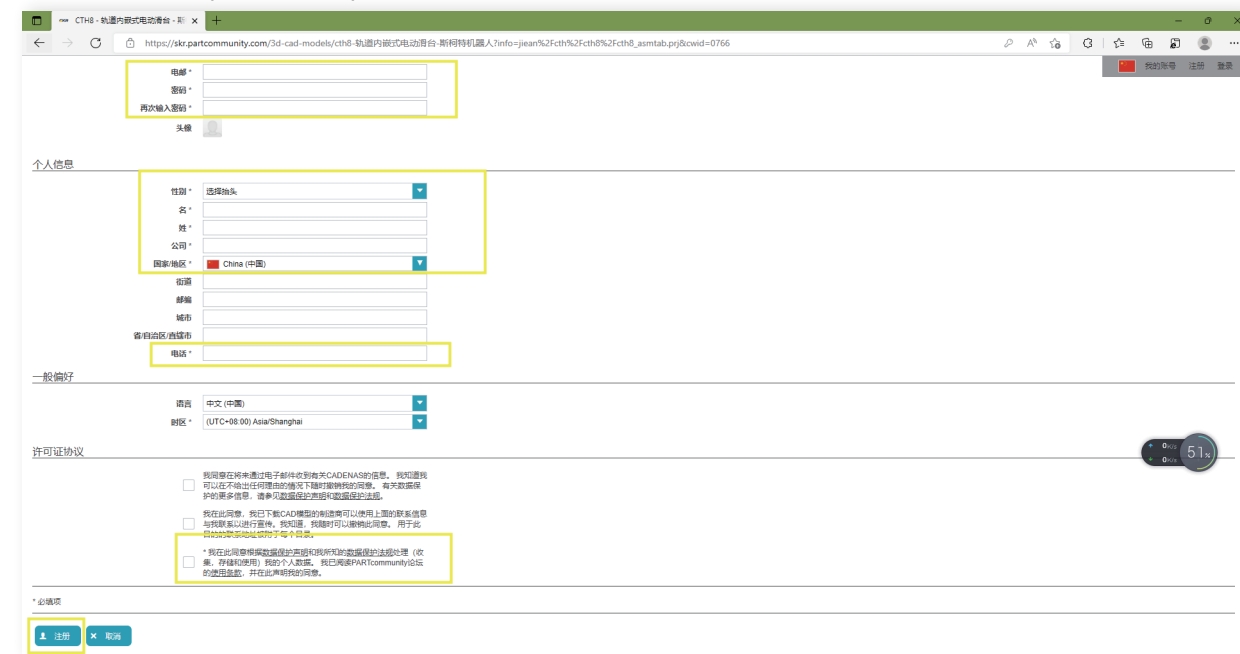 CTH8 - 轨道内嵌式电动滑台 - 斯
https://skr.partcommunity.com/3d-cad-models/cth8-轨道内嵌式电动滑台-斯柯特机器人?info=jiean%2Fcth%2Fcth8%2Fcth8_asmtab.prj&cwid=0766
我的账号 注册 登录
电邮 *
密码 *
再次输入密码 *
头像
个人信息
性别 * 选择抬头
名 *
姓 *
公司 *
国家/地区 * China (中国)
街道
邮编
城市
省/自治区/直辖市
电话 *
一般偏好
语言 中文 (中国)
时区 * (UTC+08:00) Asia/Shanghai
许可证协议
我同意在将来通过电子邮件收到有关CADENAS的信息。 我知道我
可以在不给出任何理由的情况下随时撤销我的同意。 有关数据保
护的更多信息，请参见数据保护声明和数据保护法规。
我在此同意，我已下载CAD模型的制造商可以使用上面的联系信息
与我联系以进行宣传。我知道，我随时可以撤销此同意。 用于此
目的的联系地址被附于每个目录。
* 我在此同意根据数据保护声明和我所知的数据保护法规处理（收
集，存储和使用）我的个人数据。 我已阅读PARTcommunity论坛
的使用条款，并在此声明我的同意。
0K/s
51%
0K/s
* 必填项
注册 × 取消